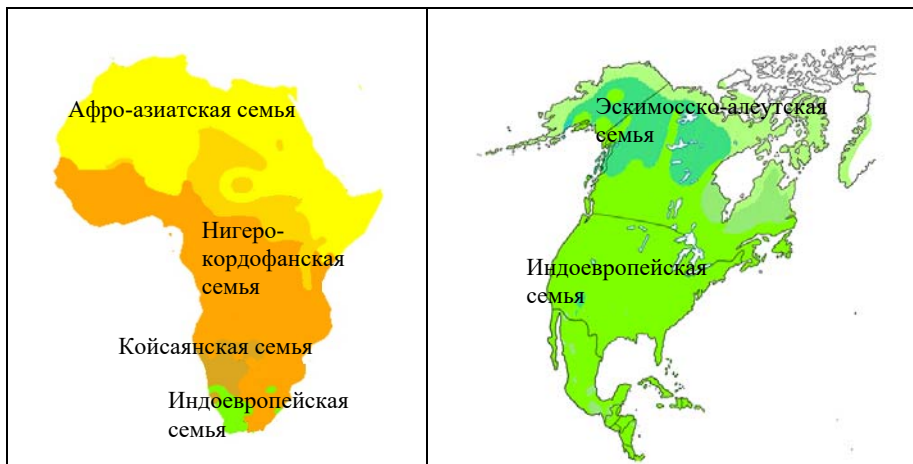 Афро-азиатская семья
Нигеро-
кордофанская
семья
Койсаянская семья
Индоевропейская
семья
Эскимосско-алеутская
семья
Индоевропейская
семья